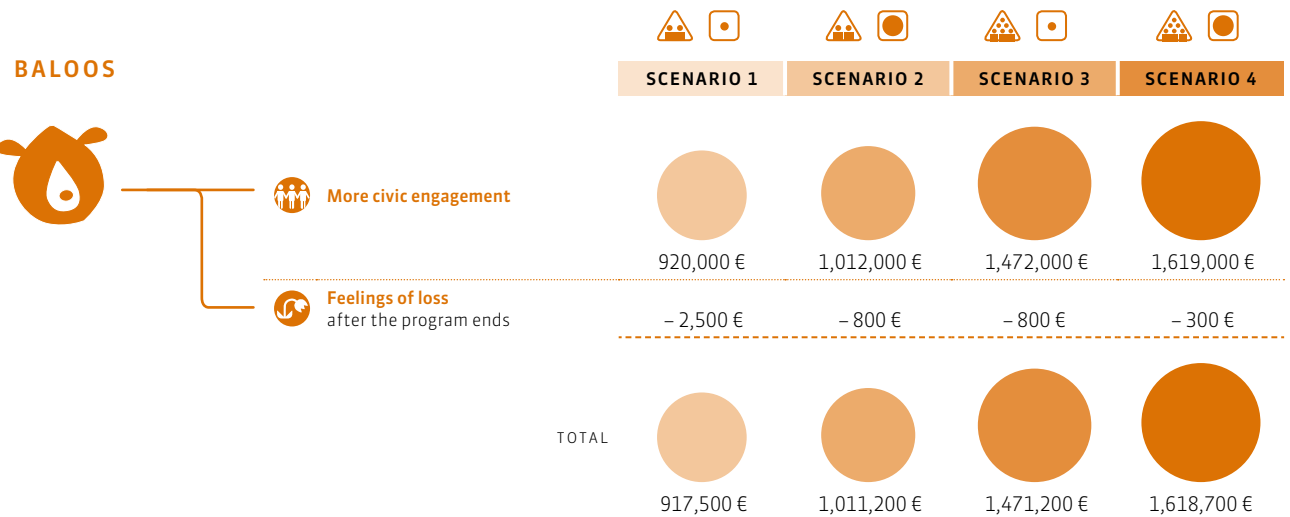 BALOOS
SCENARIO 1 SCENARIO 2 SCENARIO 3 SCENARIO 4
More civic engagement
920,000 € 1,012,000 € 1,472,000 € 1,619,000 €
Feelings of loss
after the program ends
– 2,500 € – 800 € – 800 € – 300 €
TOTAL
917,500 € 1,011,200 € 1,471,200 € 1,618,700 €